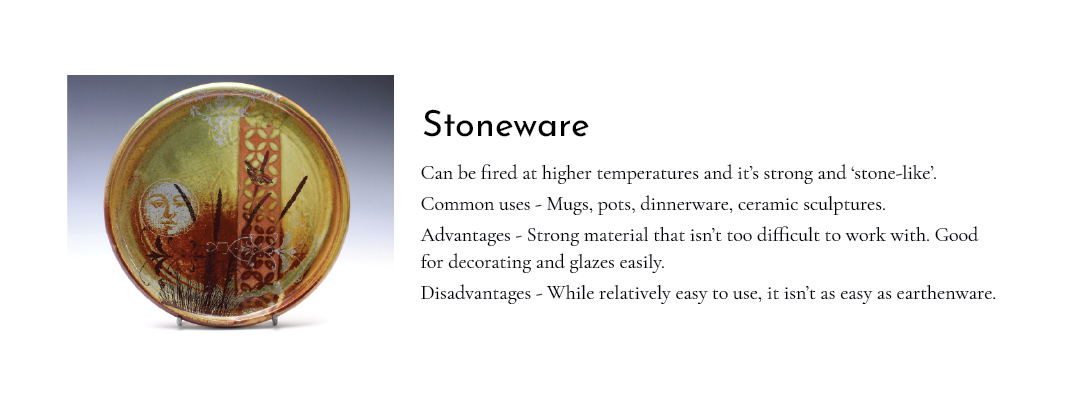 Stoneware
Can be fired at higher temperatures and it's strong and ‘stone-like’.
Common uses - Mugs, pots, dinnerware, ceramic sculptures.
Advantages - Strong material that isn't too difficult to work with. Good
for decorating and glazes easily.
Disadvantages - While relatively easy to use, it isn't as easy as earthenware.